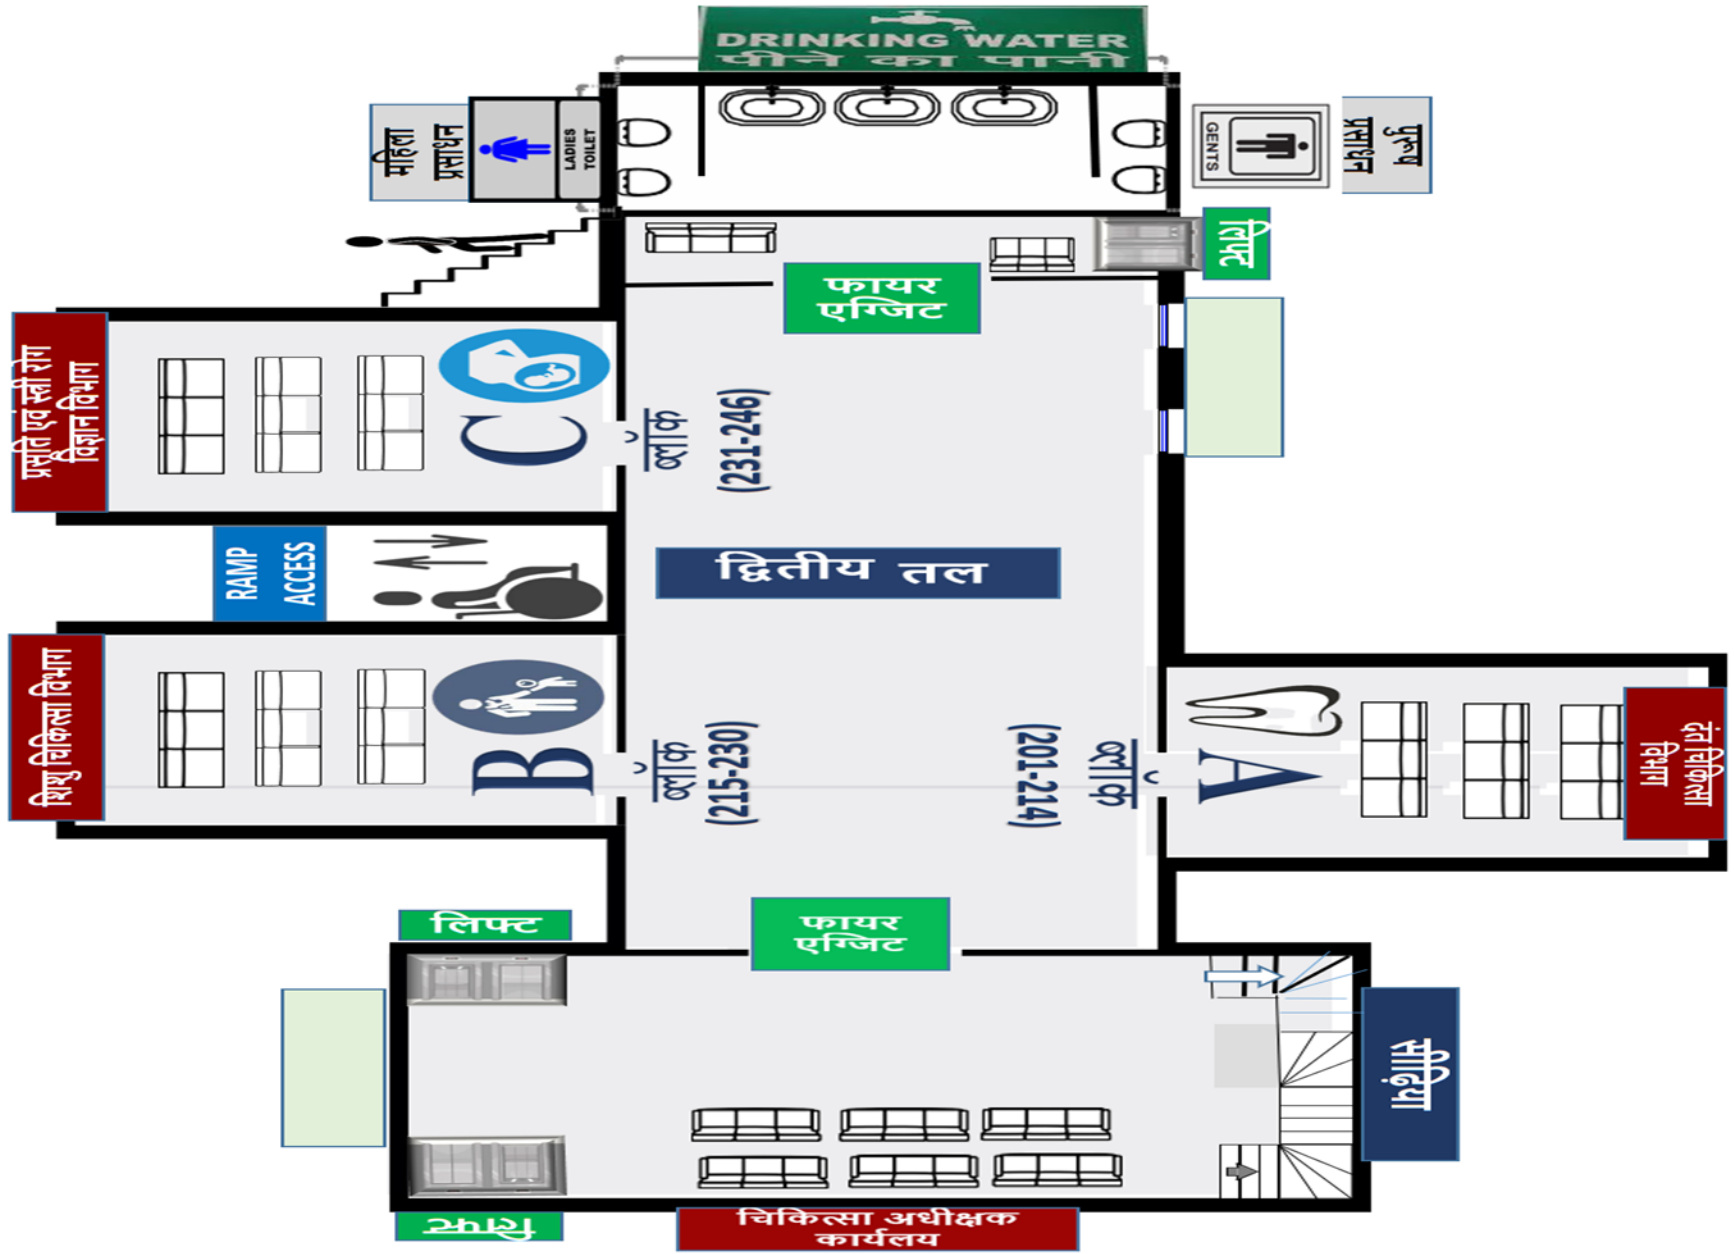 DRINKING WATER
पीने का पानी
महिला
प्रसाधन
LADIES
TOILET
GENTS
पुरुष
प्रसाधन
लिफ्ट
फायर
एग्जिट
प्रसूति एवं स्त्री रोग
विज्ञान विभाग
C
ब्लॉक
(231-246)
RAMP
ACCESS
द्वितीय तल
शिशु चिकित्सा विभाग
B
ब्लॉक
(215-230)
(201-214)
ब्लॉक
A
दंत चिकित्सा
विभाग
लिफ्ट
फायर
एग्जिट
सीढ़ियां
लिफ्ट
चिकित्सा अधीक्षक
कार्यलय